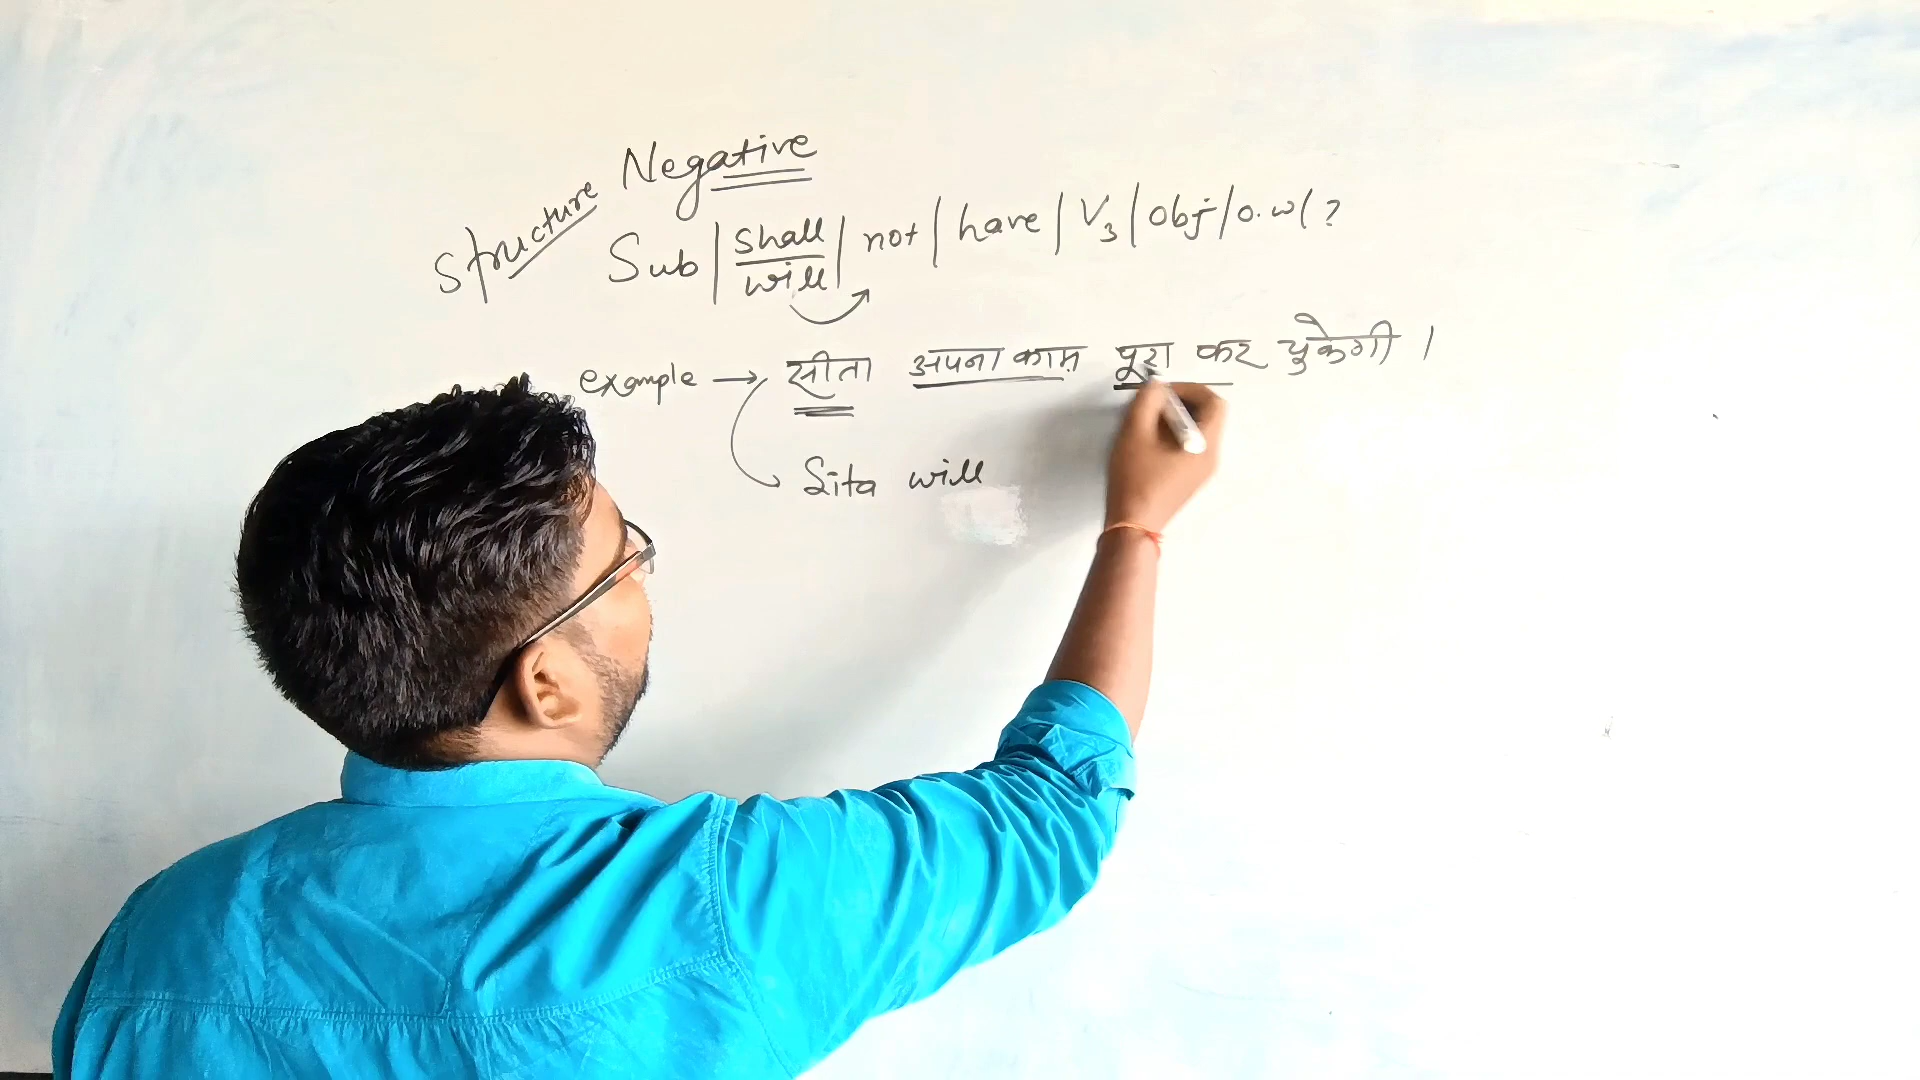 Negative
Structure
Sub | shall/will | not | have | V3 | obj | o.w | ?
example → सीता अपना काम पूरा कर चुकेगी ।
Sita will